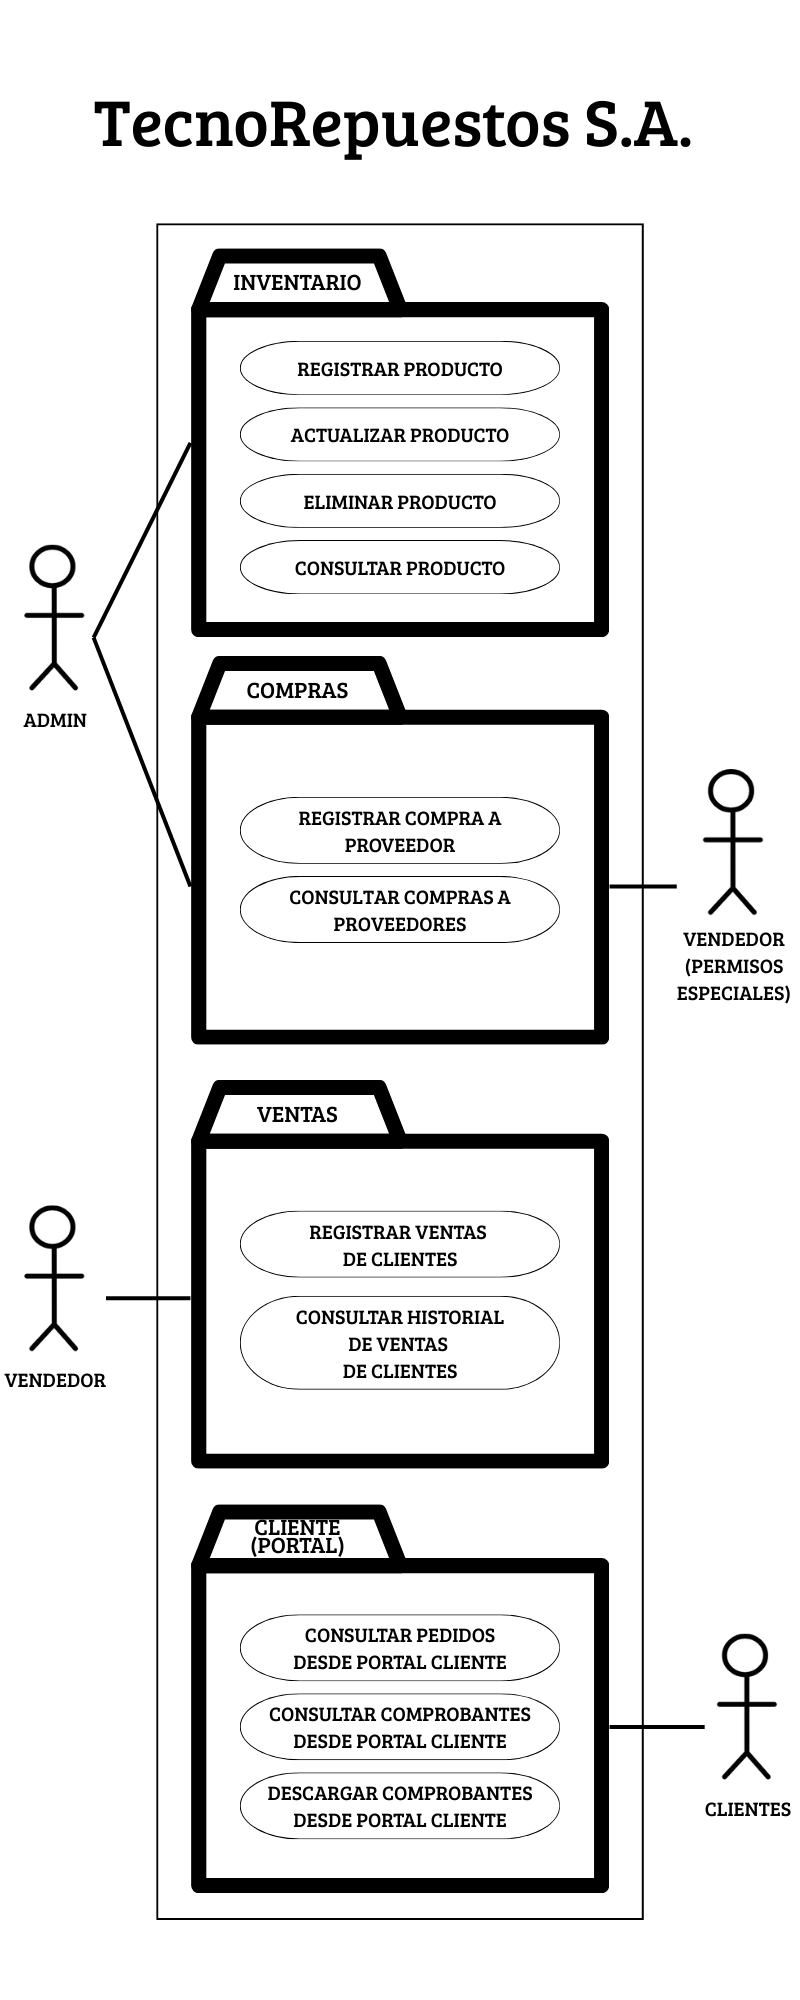 TecnoRepuestos S.A.
INVENTARIO
REGISTRAR PRODUCTO
ACTUALIZAR PRODUCTO
ELIMINAR PRODUCTO
CONSULTAR PRODUCTO
ADMIN
COMPRAS
REGISTRAR COMPRA A
PROVEEDOR
CONSULTAR COMPRAS A
PROVEEDORES
VENDEDOR
(PERMISOS
ESPECIALES)
VENTAS
REGISTRAR VENTAS
DE CLIENTES
CONSULTAR HISTORIAL
DE VENTAS
DE CLIENTES
VENDEDOR
CLIENTE
(PORTAL)
CONSULTAR PEDIDOS
DESDE PORTAL CLIENTE
CONSULTAR COMPROBANTES
DESDE PORTAL CLIENTE
DESCARGAR COMPROBANTES
DESDE PORTAL CLIENTE
CLIENTES